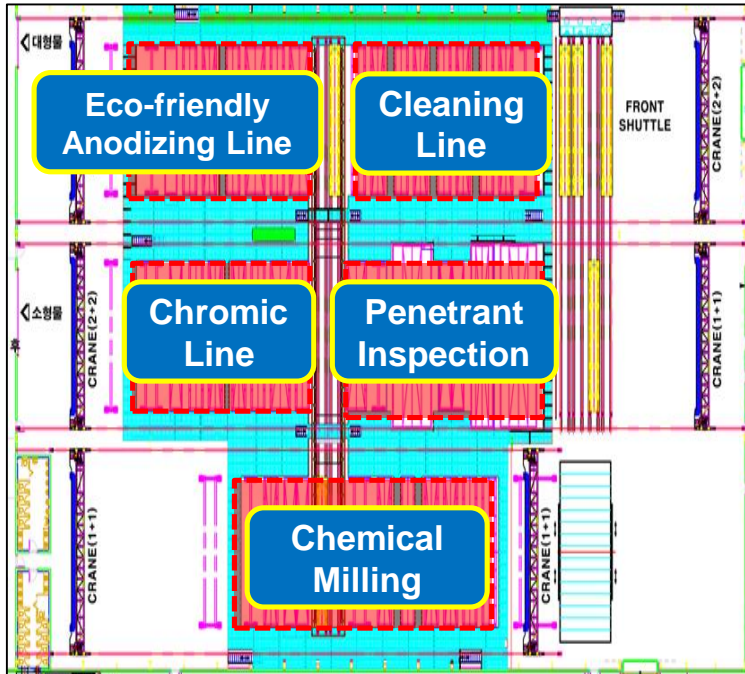 대형물
Eco-friendly
Anodizing Line
Cleaning
Line
FRONT
SHUTTLE
CRANE(2+2)
소형물
CRANE(2+2)
Chromic
Line
Penetrant
Inspection
CRANE(1+1)
CRANE(1+1)
Chemical
Milling
CRANE(1+1)